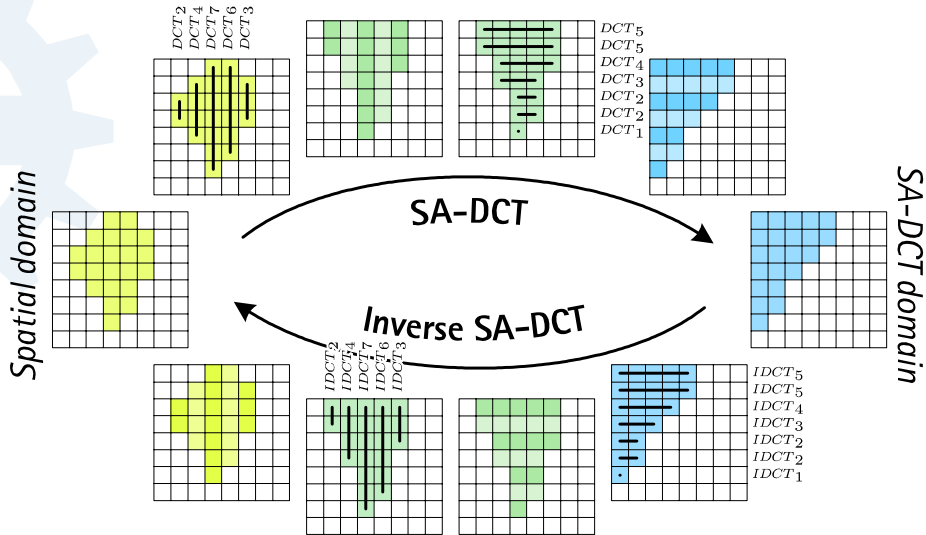 DCT2
DCT4
DCT7
DCT6
DCT3
DCT5
DCT5
DCT4
DCT3
DCT2
DCT2
DCT1
Spatial domain
SA-DCT
SA-DCT domain
Inverse SA-DCT
IDCT2
IDCT4
IDCT7
IDCT6
IDCT3
IDCT5
IDCT5
IDCT4
IDCT3
IDCT2
IDCT2
IDCT1